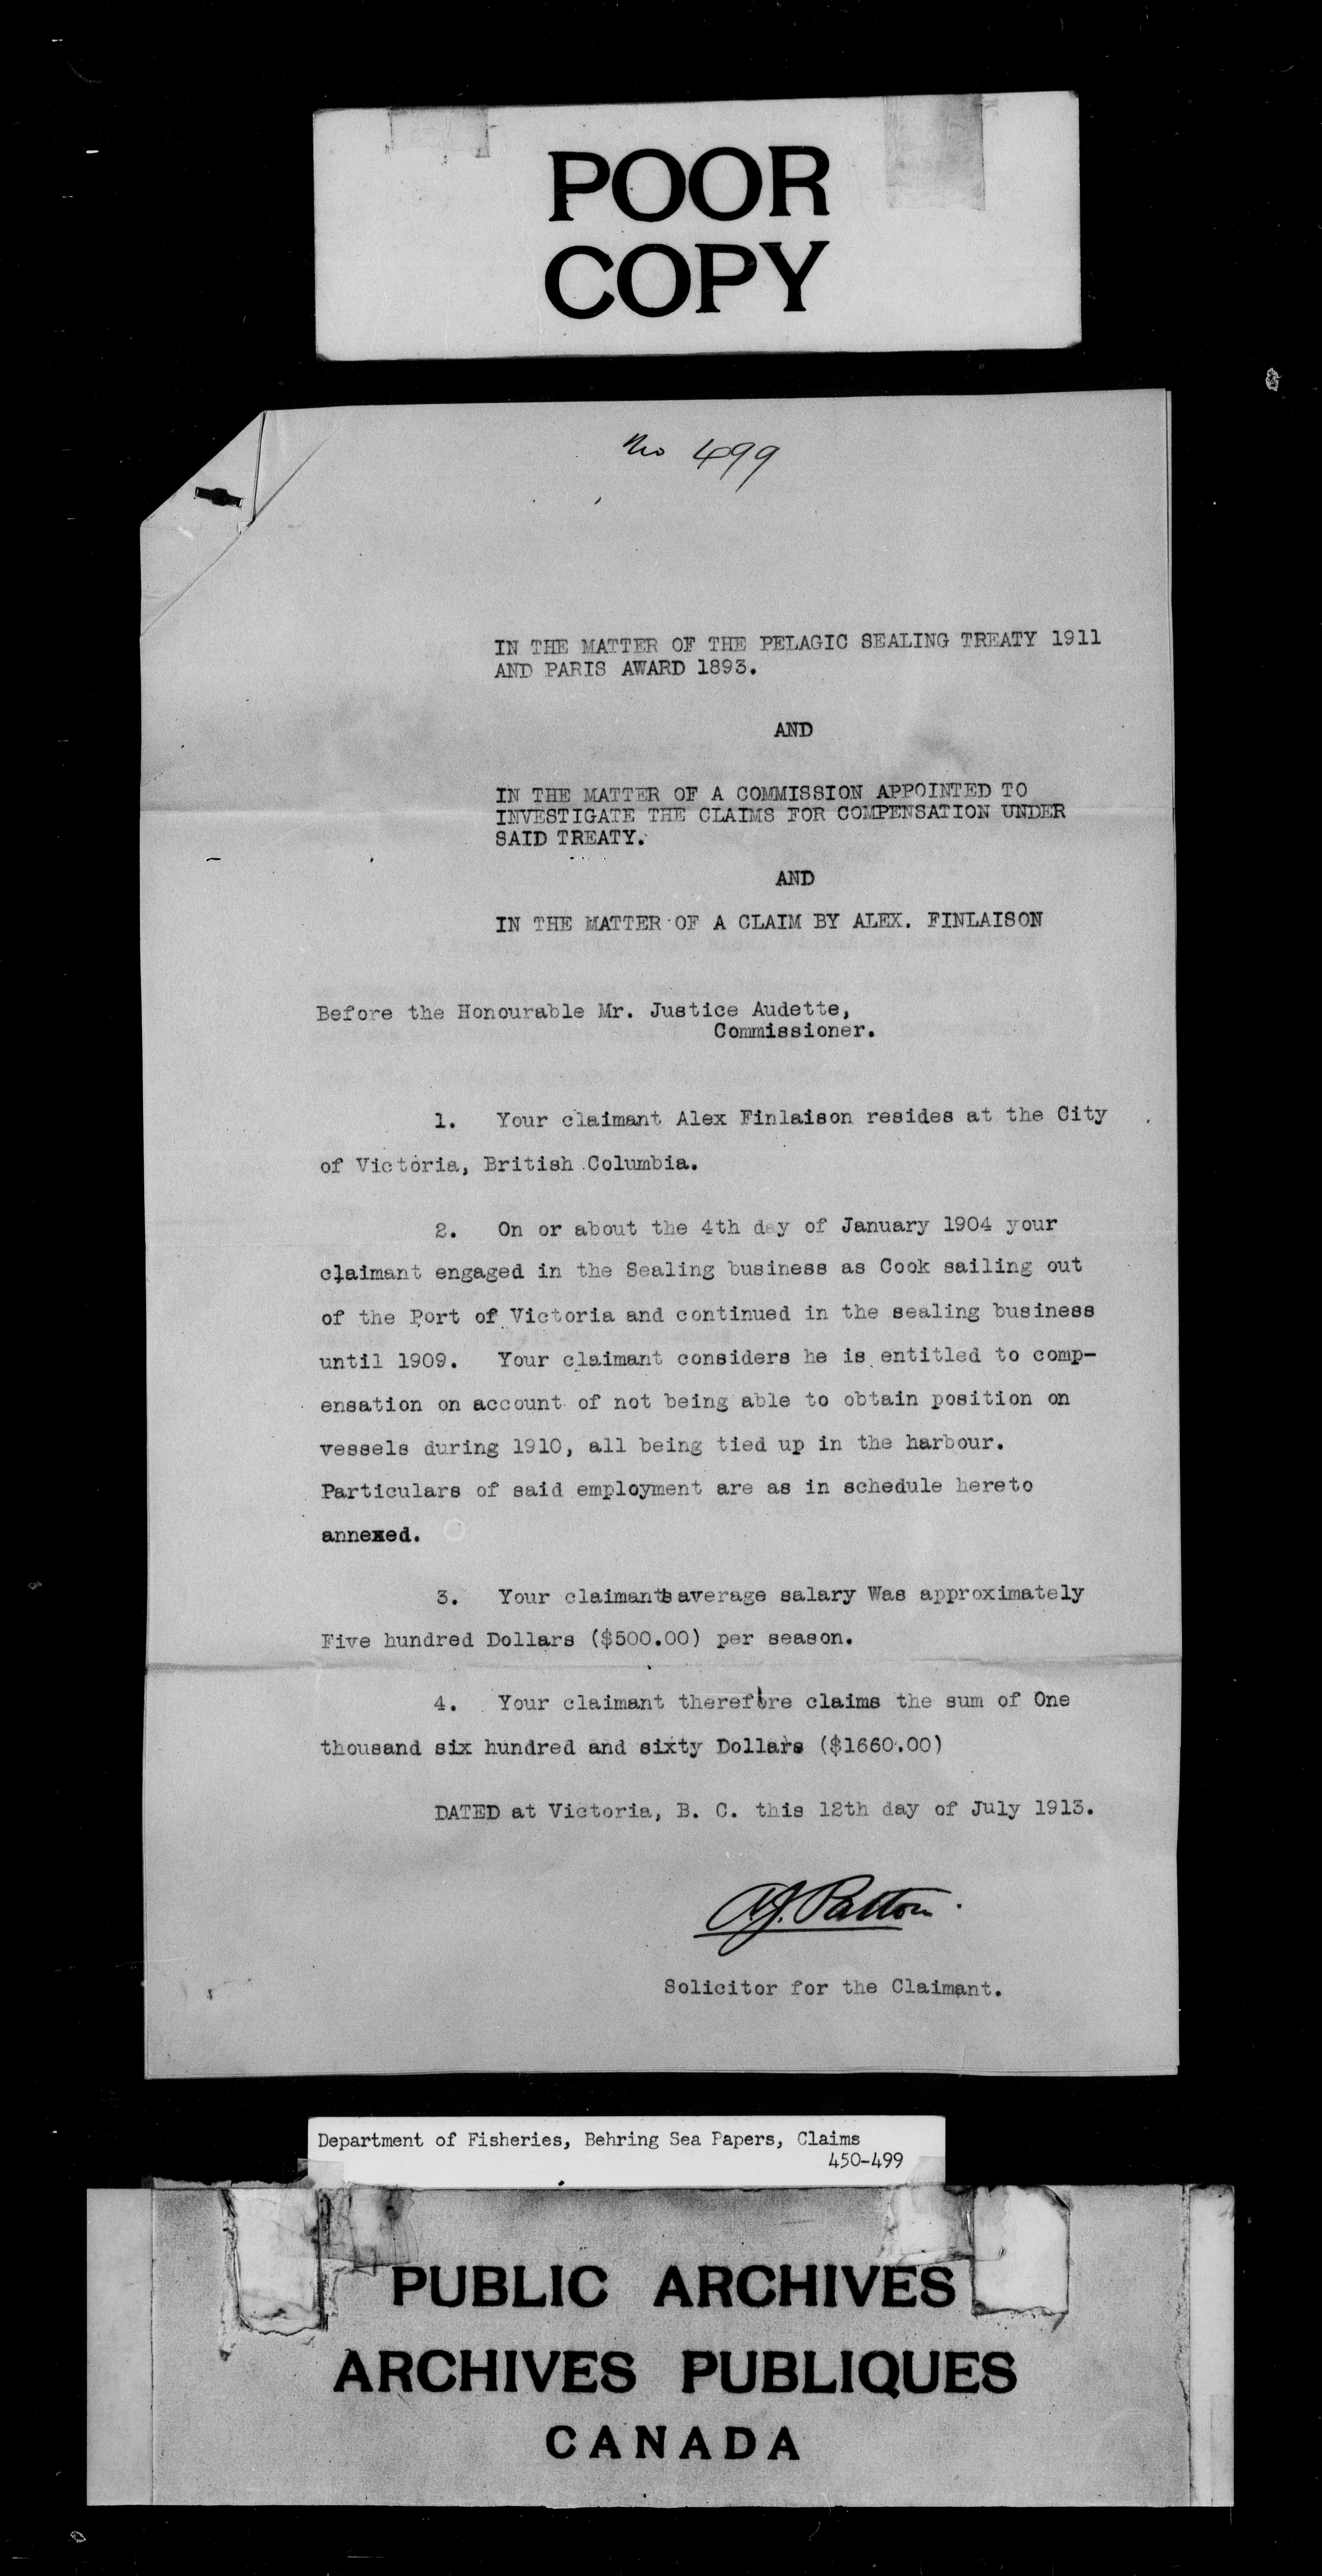 POOR
COPY
No 499
IN THE MATTER OF THE PELAGIC SEALING TREATY 1911
AND PARIS AWARD 1893.
AND
IN THE MATTER OF A COMMISSION APPOINTED TO
INVESTIGATE THE CLAIMS FOR COMPENSATION UNDER
SAID TREATY.
AND
IN THE MATTER OF A CLAIM BY ALEX. FINLAISON
Before the Honourable Mr. Justice Audette,
Commissioner.
1. Your claimant Alex Finlaison resides at the City
of Victoria, British Columbia.
2. On or about the 4th day of January 1904 your
claimant engaged in the Sealing business as Cook sailing out
of the Port of Victoria and continued in the sealing business
until 1909. Your claimant considers he is entitled to comp-
ensation on account of not being able to obtain position on
vessels during 1910, all being tied up in the harbour.
Particulars of said employment are as in schedule hereto
annexed.
3. Your claimants average salary Was approximately
Five hundred Dollars ($500.00) per season.
4. Your claimant therefore claims the sum of One
thousand six hundred and sixty Dollars ($1660.00)
DATED at Victoria, B. C. this 12th day of July 1913.
A.J. Patton.
Solicitor for the Claimant.
Department of Fisheries, Behring Sea Papers, Claims
450-499
PUBLIC ARCHIVES
ARCHIVES PUBLIQUES
CANADA